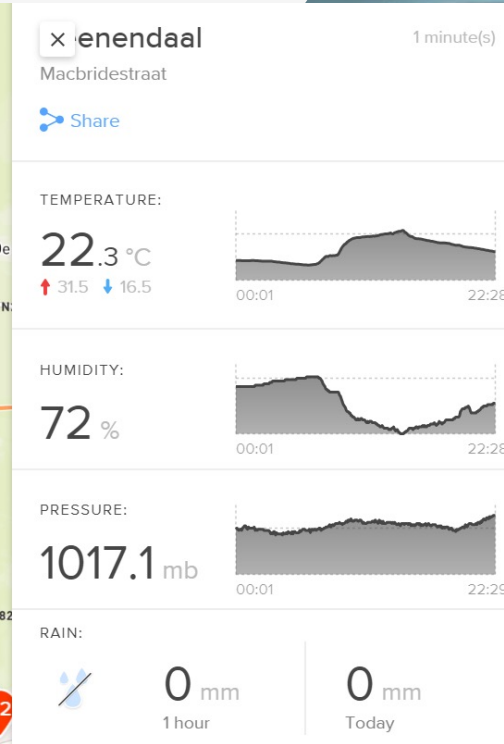 enendaal
1 minute(s)
Macbridestraat
Share
TEMPERATURE:
22.3 °C
31.5 16.5
00:01 22:28
HUMIDITY:
72 %
00:01 22:28
PRESSURE:
1017.1 mb
00:01 22:29
RAIN:
0 mm 0 mm
1 hour Today